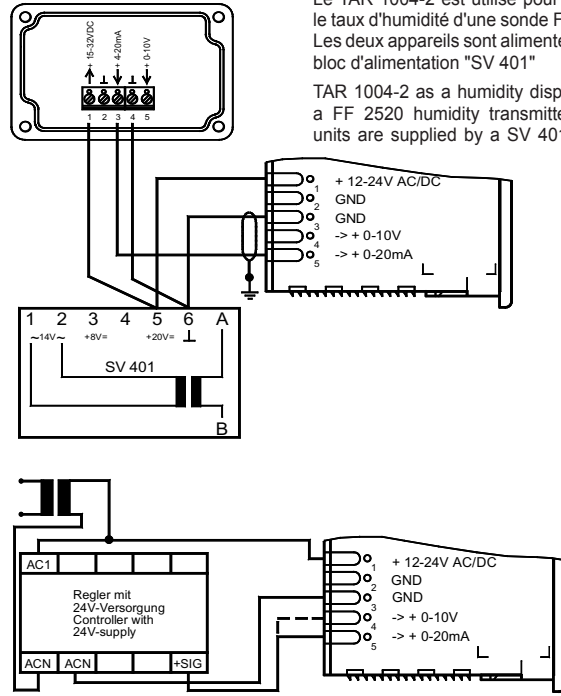 Le TAR 1004-2 est utilisé pour
le taux d'humidité d'une sonde F
Les deux appareils sont alimenté
bloc d'alimentation "SV 401"
TAR 1004-2 as a humidity disp
a FF 2520 humidity transmitte
units are supplied by a SV 401
+ 15-32VDC
+ 4-20mA
+ 0-10V
1 2 3 4 5
+ 12-24V AC/DC
1
GND
2
GND
3
-> + 0-10V
4
-> + 0-20mA
5
1 2 3 4 5 6 A
~14V~ +8V= +20V=
SV 401
B
AC1
Regler mit
24V-Versorgung
Controller with
24V-supply
ACN ACN +SIG
+ 12-24V AC/DC
1
GND
2
GND
3
-> + 0-10V
4
-> + 0-20mA
5